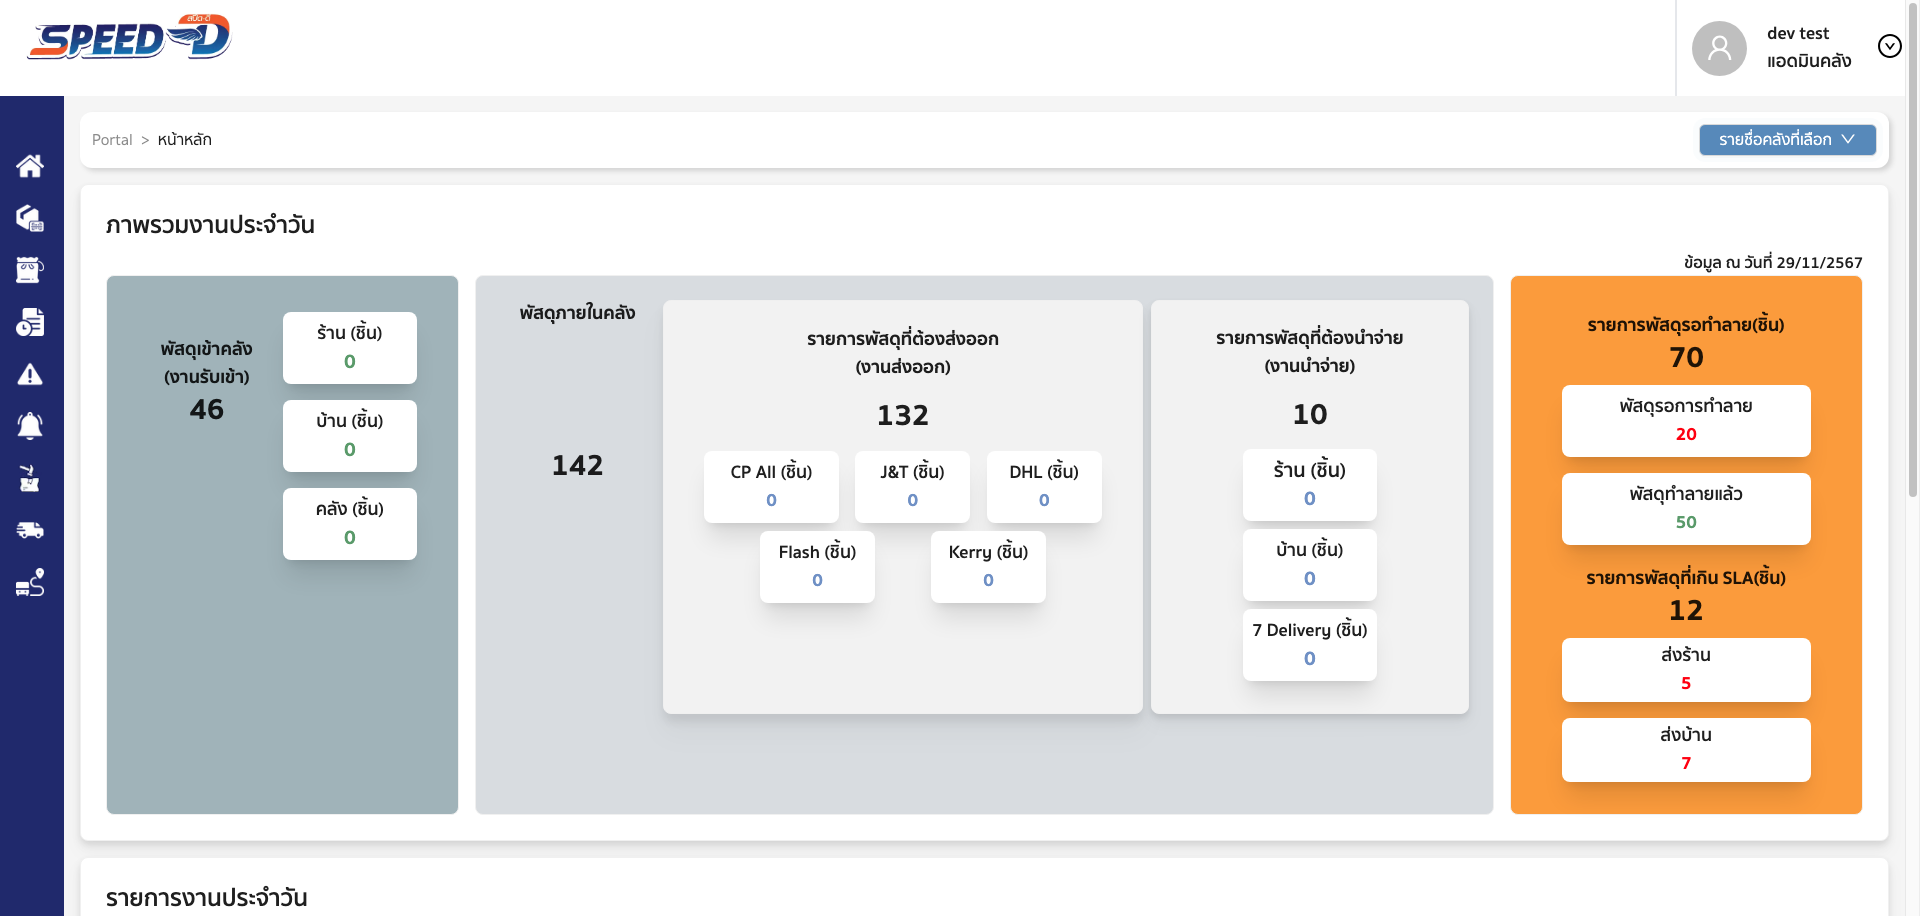 SPEED-D
สปีด-ดี
dev test
แอดมินคลัง
Portal > หน้าหลัก
รายชื่อคลังที่เลือก
ภาพรวมงานประจำวัน
ข้อมูล ณ วันที่ 29/11/2567
พัสดุเข้าคลัง
(งานรับเข้า)
46
ร้าน (ชิ้น)
0
บ้าน (ชิ้น)
0
คลัง (ชิ้น)
0
พัสดุภายในคลัง
142
รายการพัสดุที่ต้องส่งออก
(งานส่งออก)
132
CP All (ชิ้น)
0
J&T (ชิ้น)
0
DHL (ชิ้น)
0
Flash (ชิ้น)
0
Kerry (ชิ้น)
0
รายการพัสดุที่ต้องนำจ่าย
(งานนำจ่าย)
10
ร้าน (ชิ้น)
0
บ้าน (ชิ้น)
0
7 Delivery (ชิ้น)
0
รายการพัสดุรอทำลาย(ชิ้น)
70
พัสดุรอการทำลาย
20
พัสดุทำลายแล้ว
50
รายการพัสดุที่เกิน SLA(ชิ้น)
12
ส่งร้าน
5
ส่งบ้าน
7
รายการงานประจำวัน